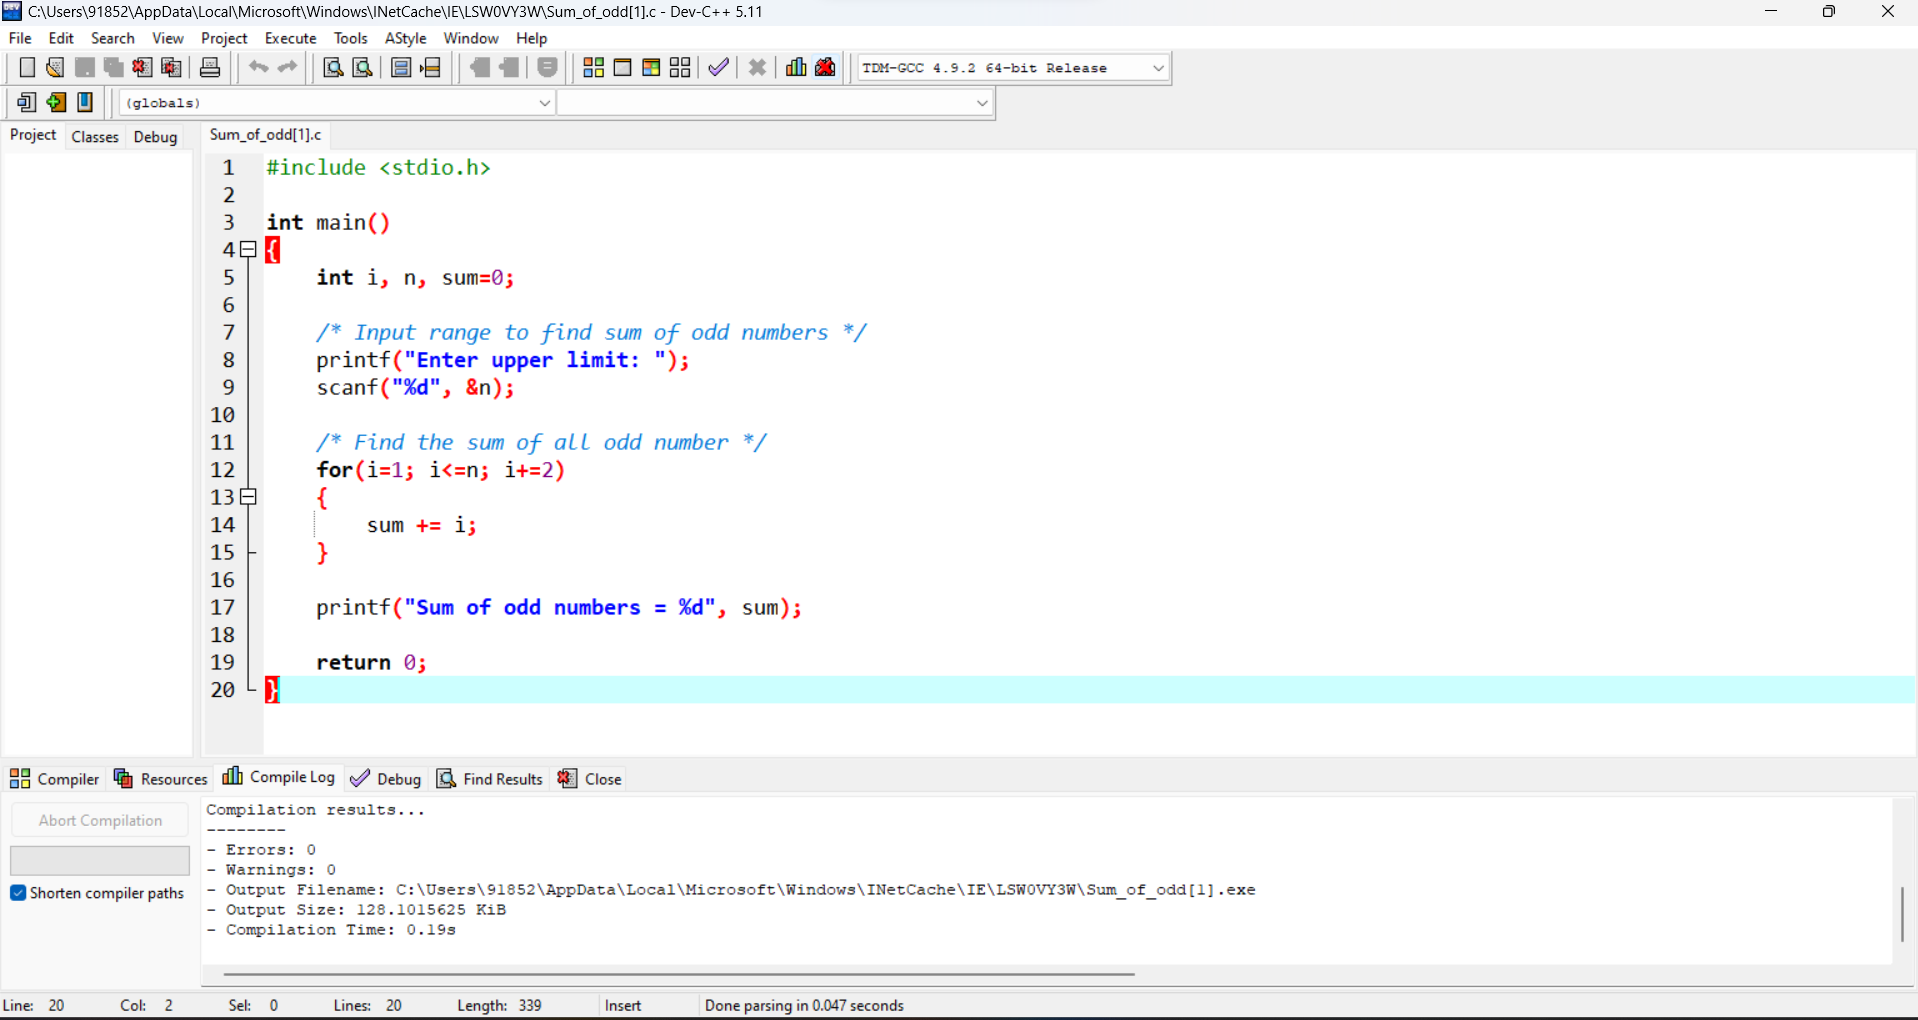 C:\Users\91852\AppData\Local\Microsoft\Windows\INetCache\IE\LSW0VY3W\Sum_of_odd[1].c - Dev-C++ 5.11
File Edit Search View Project Execute Tools AStyle Window Help
TDM-GCC 4.9.2 64-bit Release
(globals)
Project Classes Debug
Sum_of_odd[1].c
1 #include <stdio.h>
2
3 int main()
4 {
5     int i, n, sum=0;
6
7     /* Input range to find sum of odd numbers */
8     printf("Enter upper limit: ");
9     scanf("%d", &n);
10
11     /* Find the sum of all odd number */
12     for(i=1; i<=n; i+=2)
13     {
14         sum += i;
15     }
16
17     printf("Sum of odd numbers = %d", sum);
18
19     return 0;
20 }
Compiler Resources Compile Log Debug Find Results Close
Abort Compilation
Shorten compiler paths
Compilation results...
--------
- Errors: 0
- Warnings: 0
- Output Filename: C:\Users\91852\AppData\Local\Microsoft\Windows\INetCache\IE\LSW0VY3W\Sum_of_odd[1].exe
- Output Size: 128.1015625 KiB
- Compilation Time: 0.19s
Line: 20 Col: 2 Sel: 0 Lines: 20 Length: 339 Insert Done parsing in 0.047 seconds